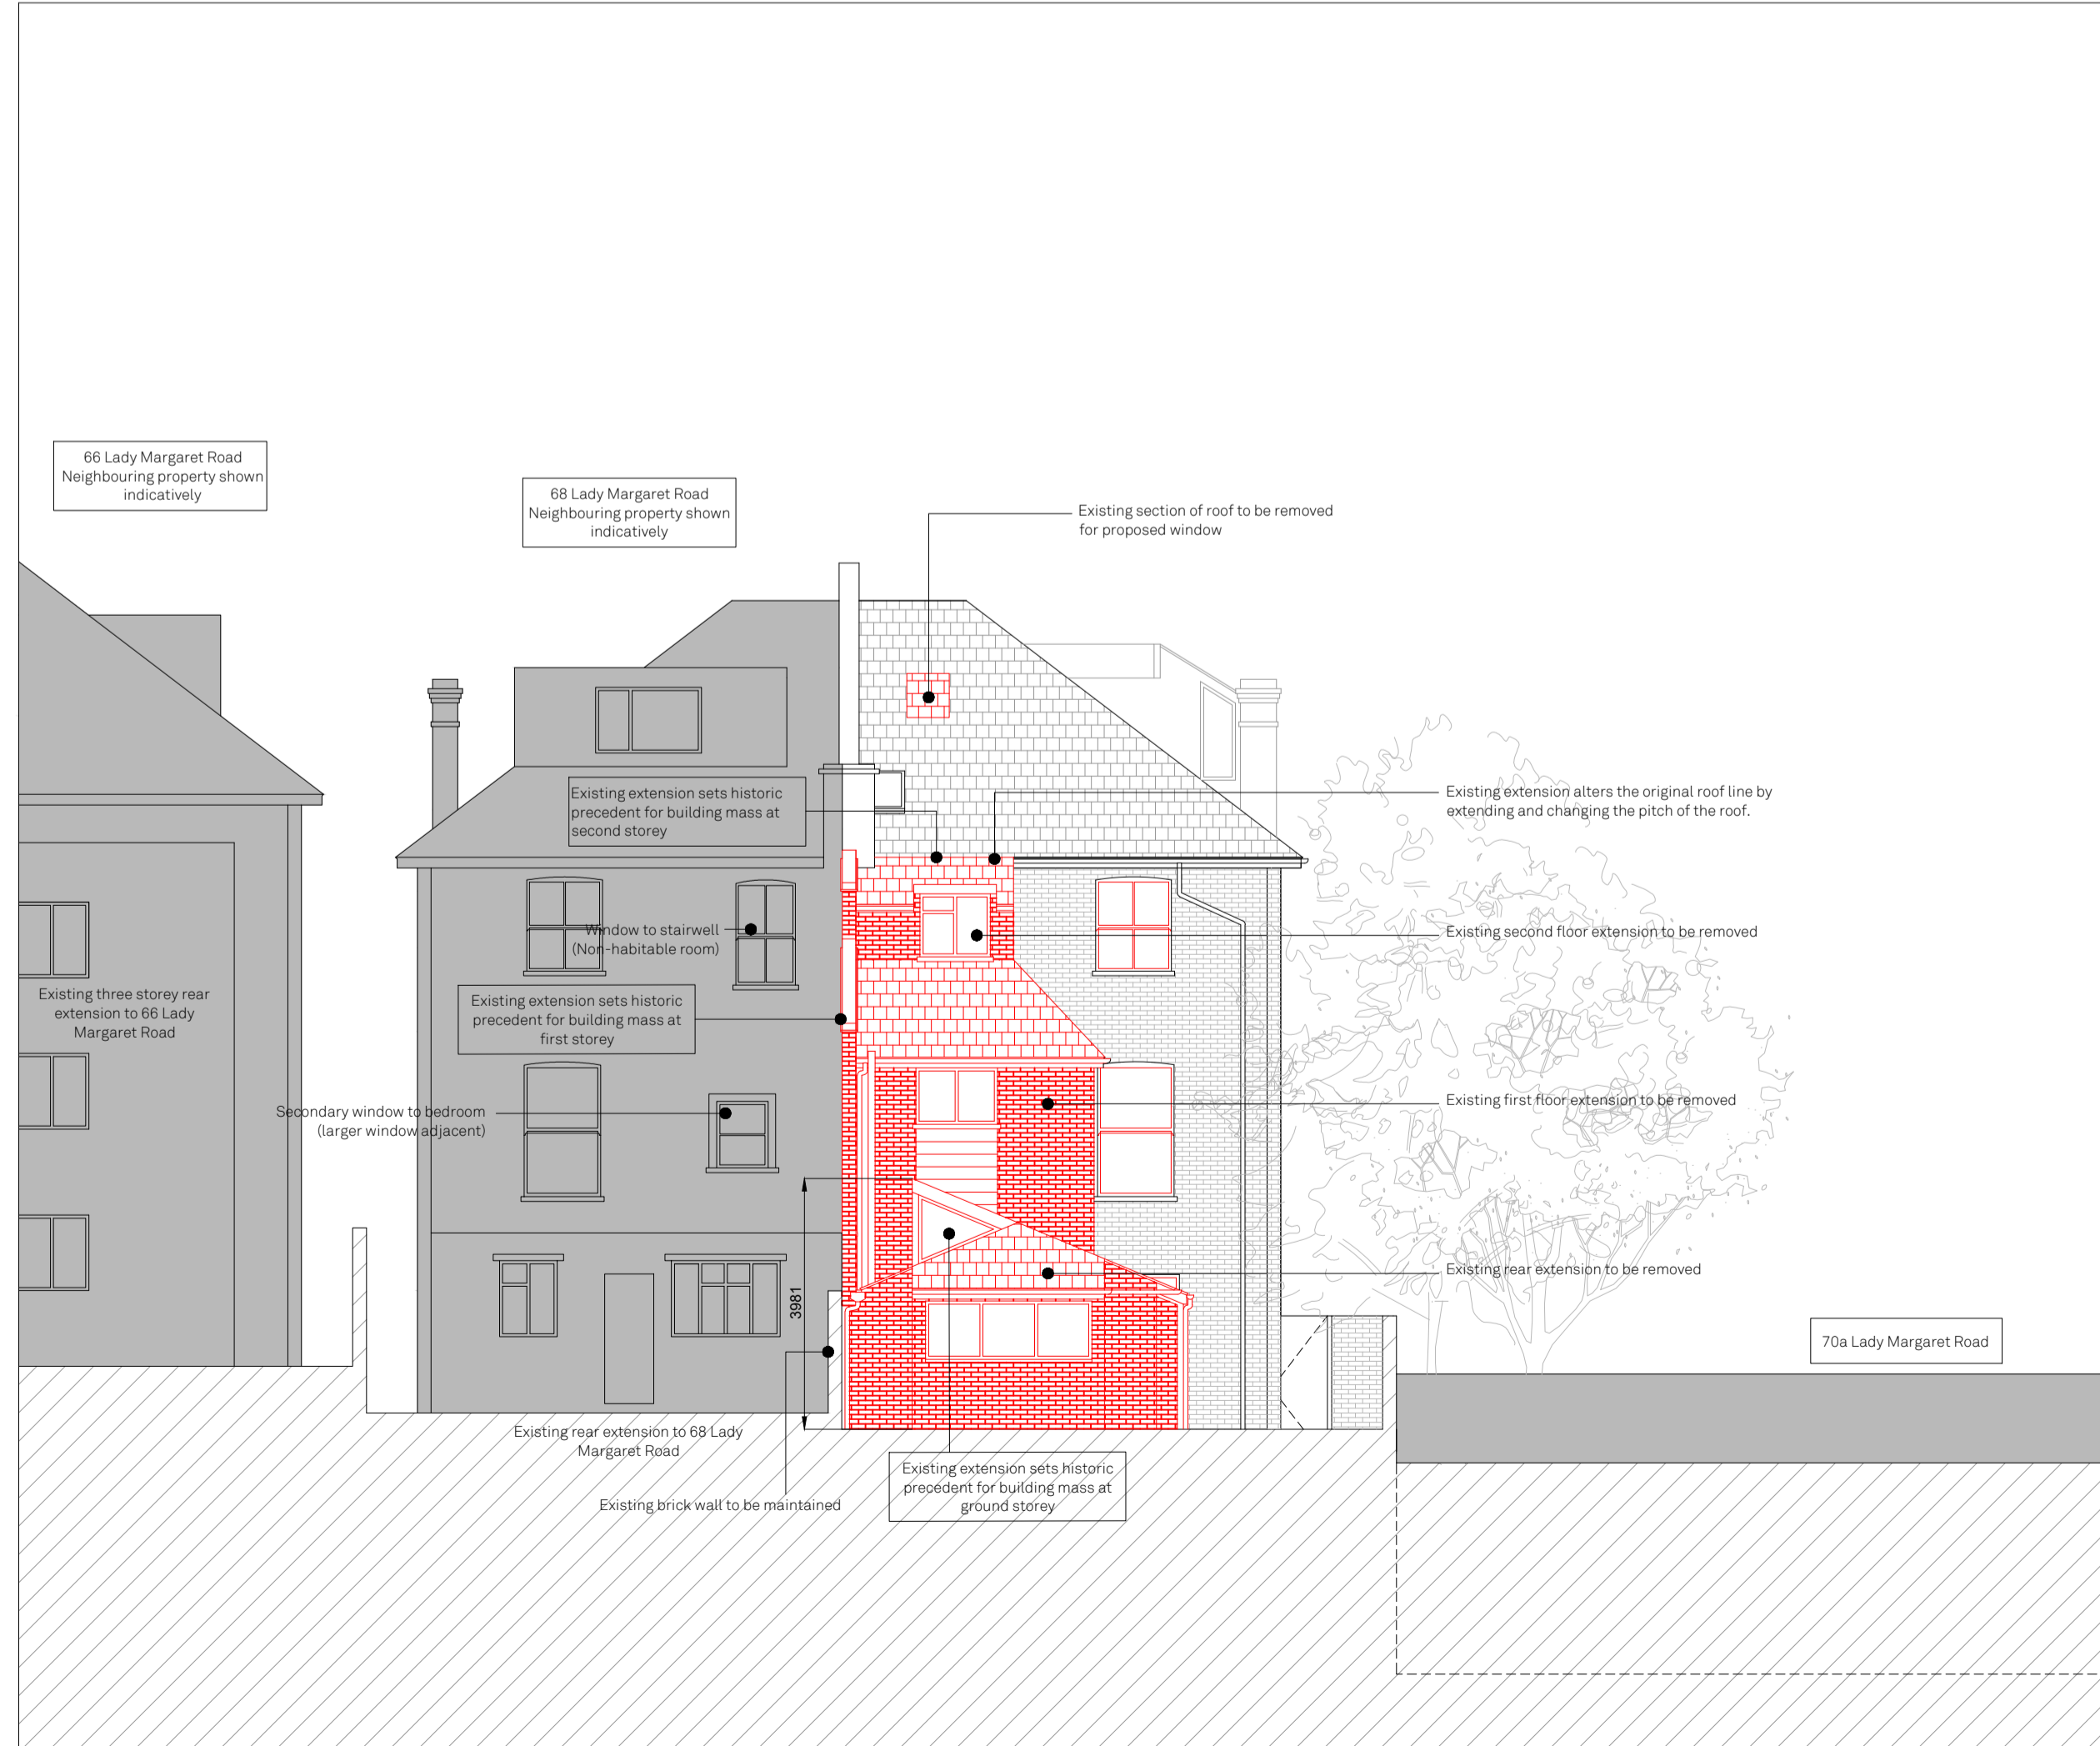 66 Lady Margaret Road
Neighbouring property shown
indicatively
68 Lady Margaret Road
Neighbouring property shown
indicatively
Existing section of roof to be removed
for proposed window
Existing extension sets historic
precedent for building mass at
second storey
Existing extension alters the original roof line by
extending and changing the pitch of the roof.
Window to stairwell
(Non-habitable room)
Existing second floor extension to be removed
Existing three storey rear
extension to 66 Lady
Margaret Road
Existing extension sets historic
precedent for building mass at
first storey
Secondary window to bedroom
(larger window adjacent)
Existing first floor extension to be removed
Existing rear extension to be removed
3981
70a Lady Margaret Road
Existing rear extension to 68 Lady
Margaret Road
Existing extension sets historic
precedent for building mass at
ground storey
Existing brick wall to be maintained